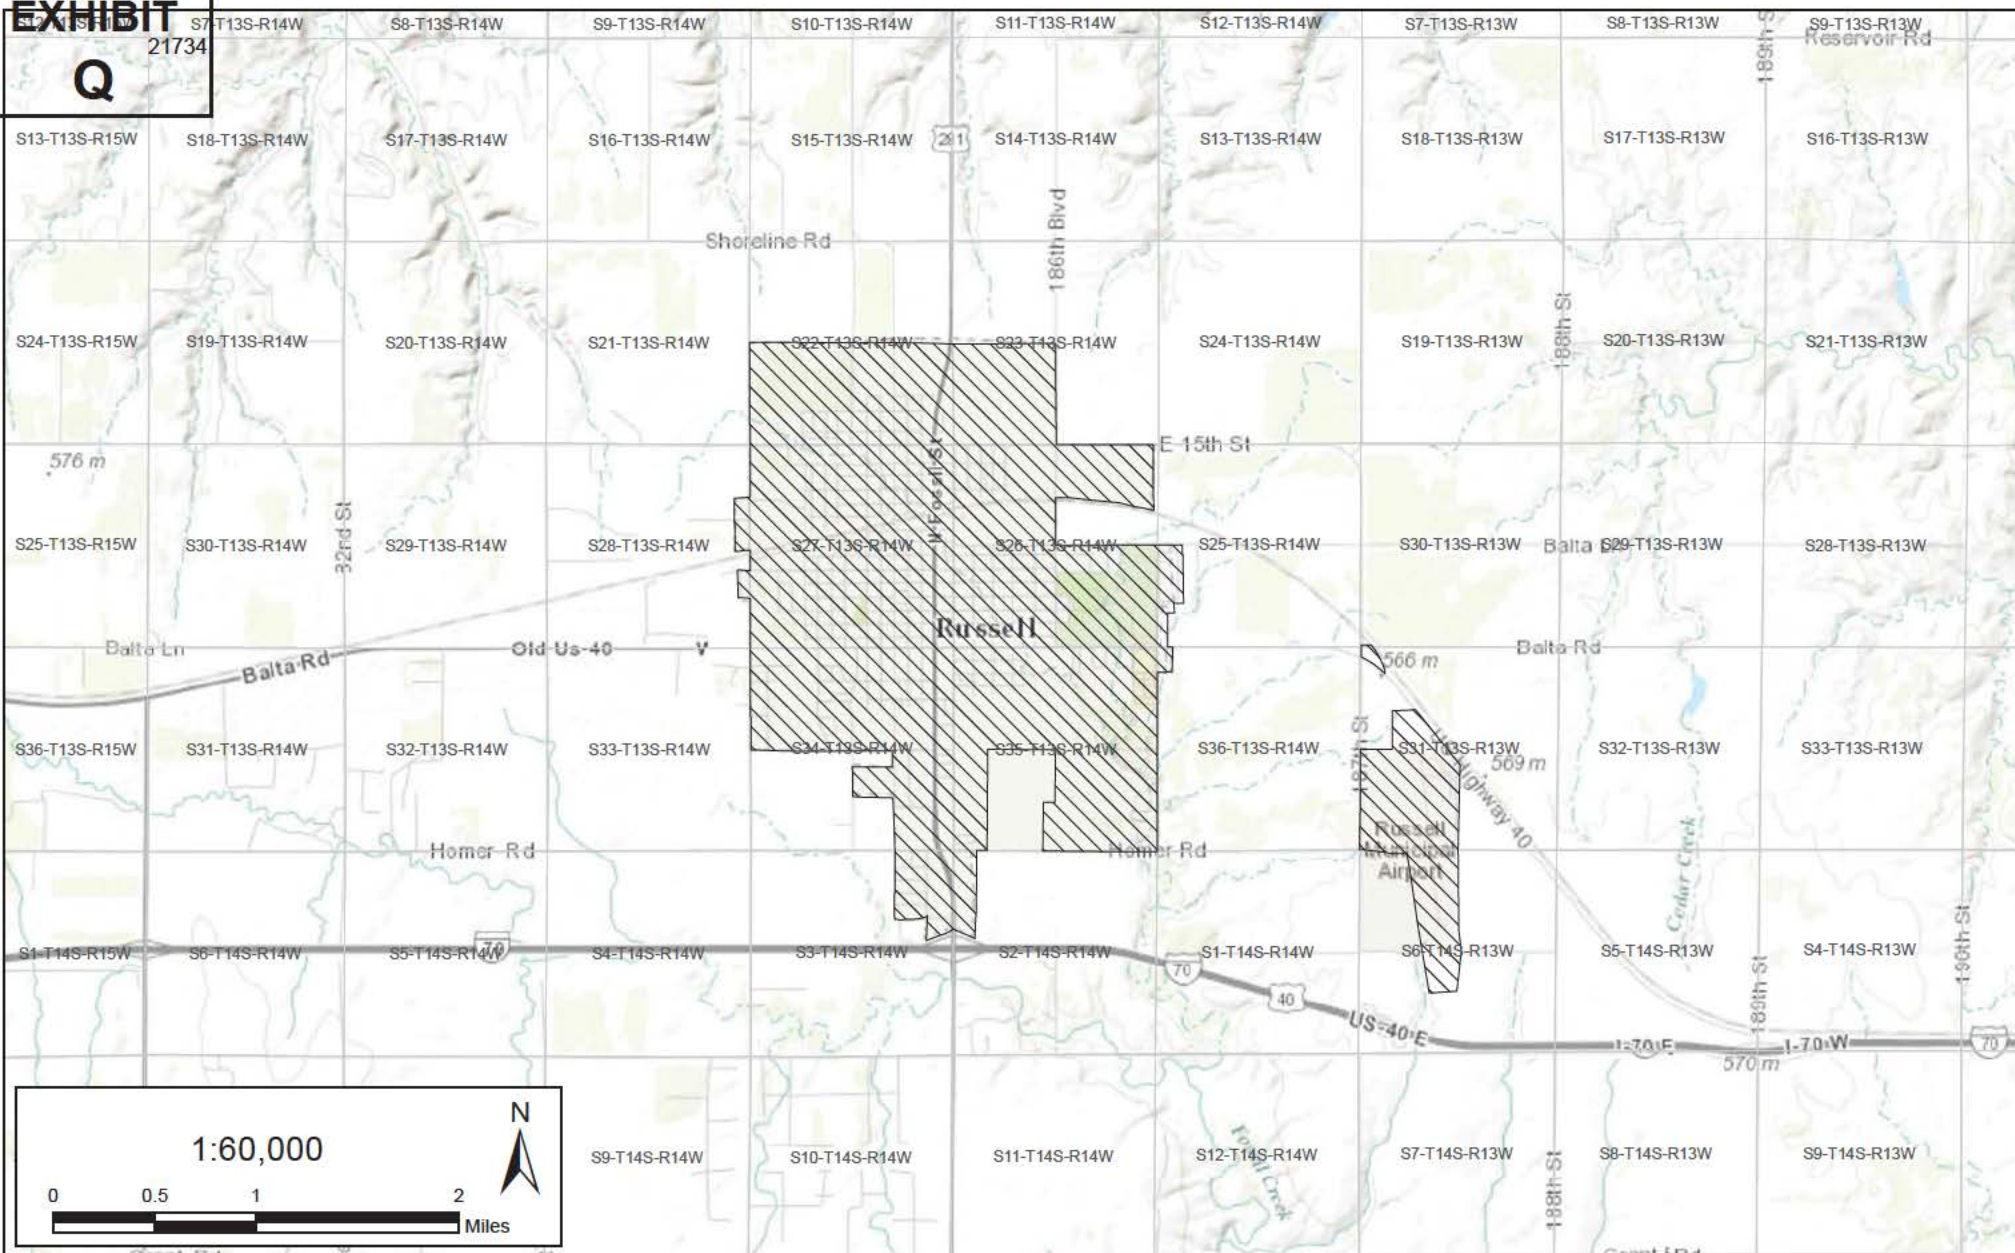 EXHIBIT
21734
Q
S7-T13S-R14W S8-T13S-R14W S9-T13S-R14W S10-T13S-R14W S11-T13S-R14W S12-T13S-R14W S7-T13S-R13W S8-T13S-R13W S9-T13S-R13W
Reservoir Rd
189th S
S13-T13S-R15W S18-T13S-R14W S17-T13S-R14W S16-T13S-R14W S15-T13S-R14W 281 S14-T13S-R14W S13-T13S-R14W S18-T13S-R13W S17-T13S-R13W S16-T13S-R13W
Shoreline Rd
186th Blvd
S24-T13S-R15W S19-T13S-R14W S20-T13S-R14W S21-T13S-R14W S22-T13S-R14W S23-T13S-R14W S24-T13S-R14W S19-T13S-R13W 188th St S20-T13S-R13W S21-T13S-R13W
576 m
E 15th St
N Fossil St
32nd St
S25-T13S-R15W S30-T13S-R14W S29-T13S-R14W S28-T13S-R14W S27-T13S-R14W S26-T13S-R14W S25-T13S-R14W S30-T13S-R13W Balta S29-T13S-R13W S28-T13S-R13W
Russell
Balta Ln
Balta Rd
Old Us-40
V
566 m
Balta Rd
S36-T13S-R15W S31-T13S-R14W S32-T13S-R14W S33-T13S-R14W S34-T13S-R14W S35-T13S-R14W S36-T13S-R14W 187th St S31-T13S-R13W S32-T13S-R13W S33-T13S-R13W
569 m
Highway 40
Homer Rd
Homer Rd
Russell
Municipal
Airport
Cedar Creek
190th St
S1-T14S-R15W S6-T14S-R14W S5-T14S-R14W 70 S4-T14S-R14W S3-T14S-R14W S2-T14S-R14W S1-T14S-R14W S6-T14S-R13W S5-T14S-R13W S4-T14S-R13W
70
40
US-40 E
189th St
I-70 E
I-70 W
70
570 m
S9-T14S-R14W S10-T14S-R14W S11-T14S-R14W S12-T14S-R14W S7-T14S-R13W S8-T14S-R13W S9-T14S-R13W
Fossil Creek
188th St
N
1:60,000
0 0.5 1 2
Miles